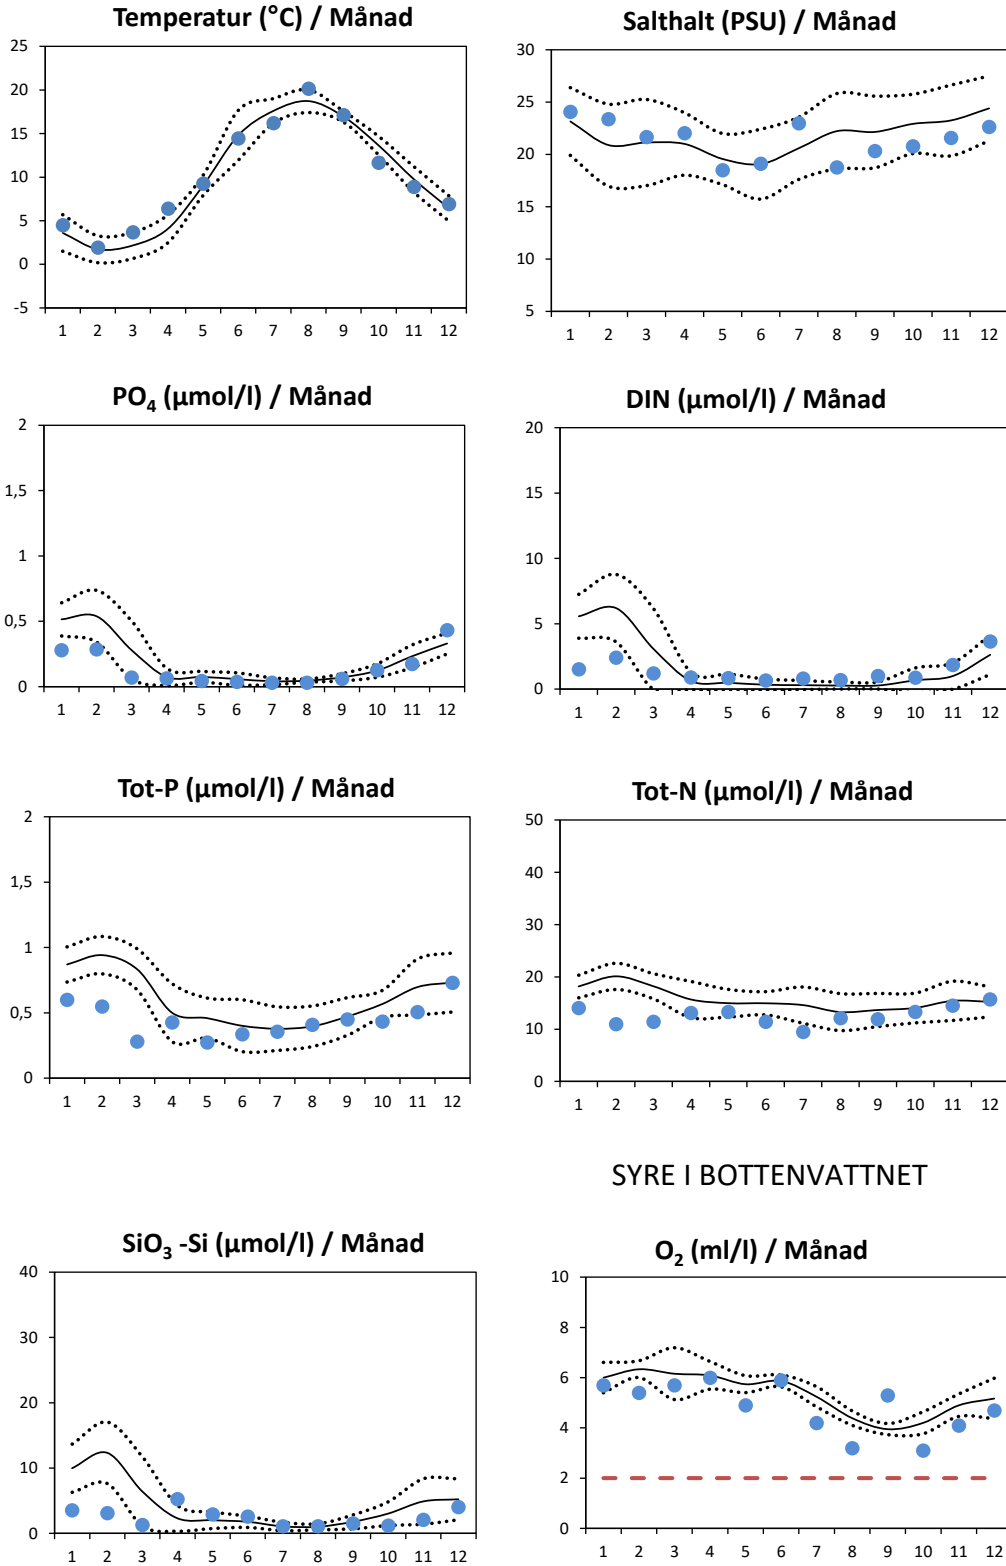 Temperatur (°C) / Månad
25
20
15
10
5
0
-5
1 2 3 4 5 6 7 8 9 10 11 12
Salthalt (PSU) / Månad
30
25
20
15
10
5
1 2 3 4 5 6 7 8 9 10 11 12
PO₄ (µmol/l) / Månad
2
1,5
1
0,5
0
1 2 3 4 5 6 7 8 9 10 11 12
DIN (µmol/l) / Månad
20
15
10
5
0
1 2 3 4 5 6 7 8 9 10 11 12
Tot-P (µmol/l) / Månad
2
1,5
1
0,5
0
1 2 3 4 5 6 7 8 9 10 11 12
Tot-N (µmol/l) / Månad
50
40
30
20
10
0
1 2 3 4 5 6 7 8 9 10 11 12
SiO₃ -Si (µmol/l) / Månad
40
30
20
10
0
1 2 3 4 5 6 7 8 9 10 11 12
SYRE I BOTTENVATTNET
O₂ (ml/l) / Månad
10
8
6
4
2
0
1 2 3 4 5 6 7 8 9 10 11 12